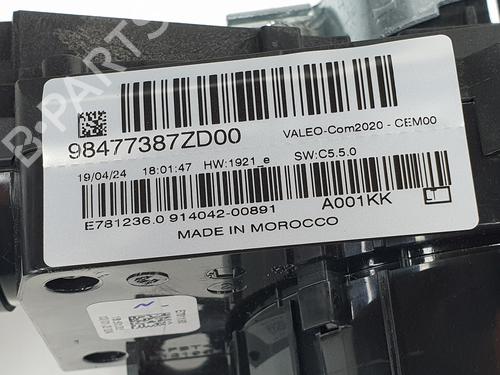 B-PARTS
98477387ZD00
VALEO-Com2020 - CEM00
19/04/24 18:01:47 HW:1921_e SW:C5.5.0
E781236.0 914042-00891 A001KK
MADE IN MOROCCO